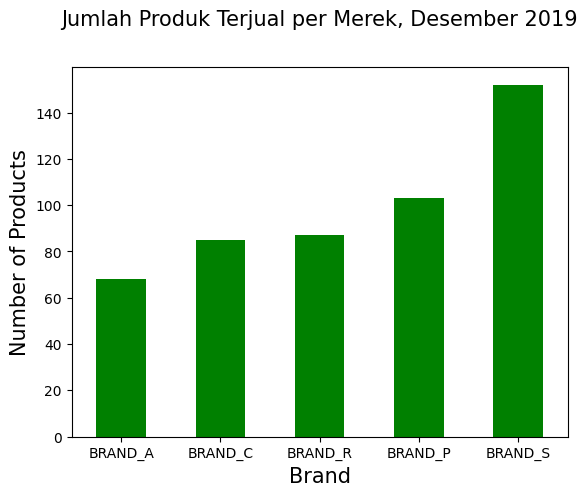 Jumlah Produk Terjual per Merek, Desember 2019
Number of Products
140
120
100
80
60
40
20
0
BRAND_A BRAND_C BRAND_R BRAND_P BRAND_S
Brand